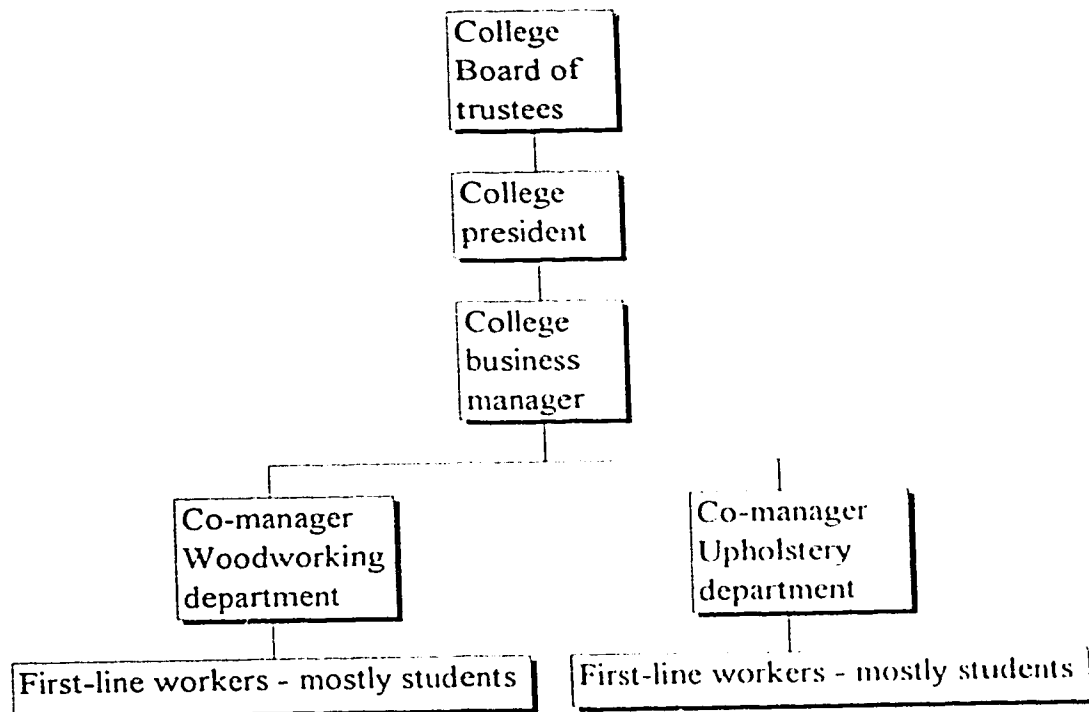 College
Board of
trustees
College
president
College
business
manager
Co-manager
Woodworking
department
Co-manager
Upholstery
department
First-line workers - mostly students
First-line workers - mostly students